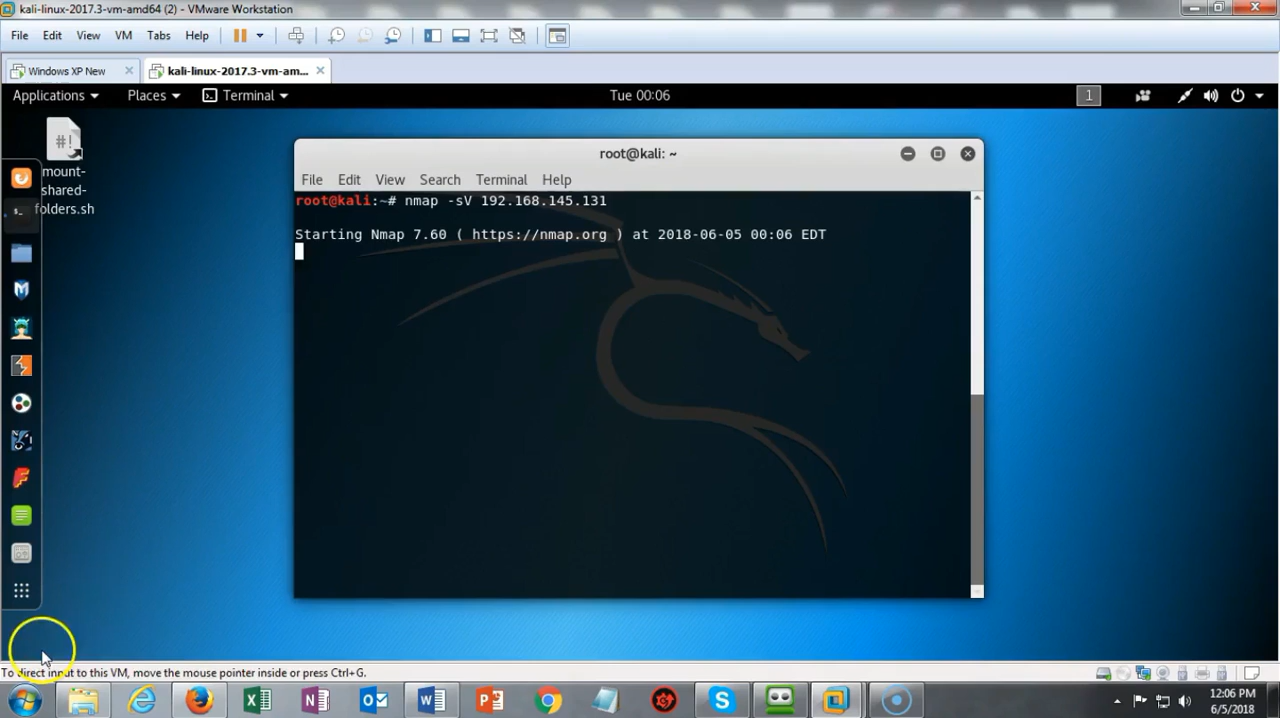 kali-linux-2017.3-vm-amd64 (2) - VMware Workstation
File Edit View VM Tabs Help
Windows XP New kali-linux-2017.3-vm-am...
Applications Places Terminal Tue 00:06 1
#!
mount-
shared-
folders.sh
root@kali: ~
File Edit View Search Terminal Help
root@kali:~# nmap -sV 192.168.145.131
Starting Nmap 7.60 ( https://nmap.org ) at 2018-06-05 00:06 EDT
To direct input to this VM, move the mouse pointer inside or press Ctrl+G.
12:06 PM
6/5/2018